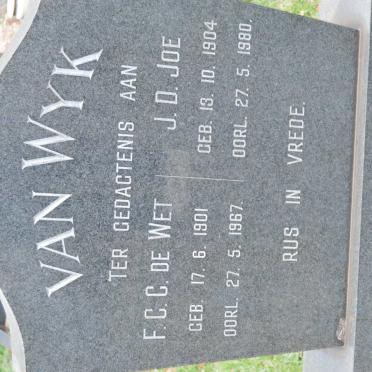 VAN WYK
TER GEDAGTENIS AAN
F. C. C. DE WET
GEB. 17. 6. 1901
OORL. 27. 5. 1967.
J. D. JOE
GEB. 13. 10. 1904
OORL. 27. 5. 1980.
RUS IN VREDE.